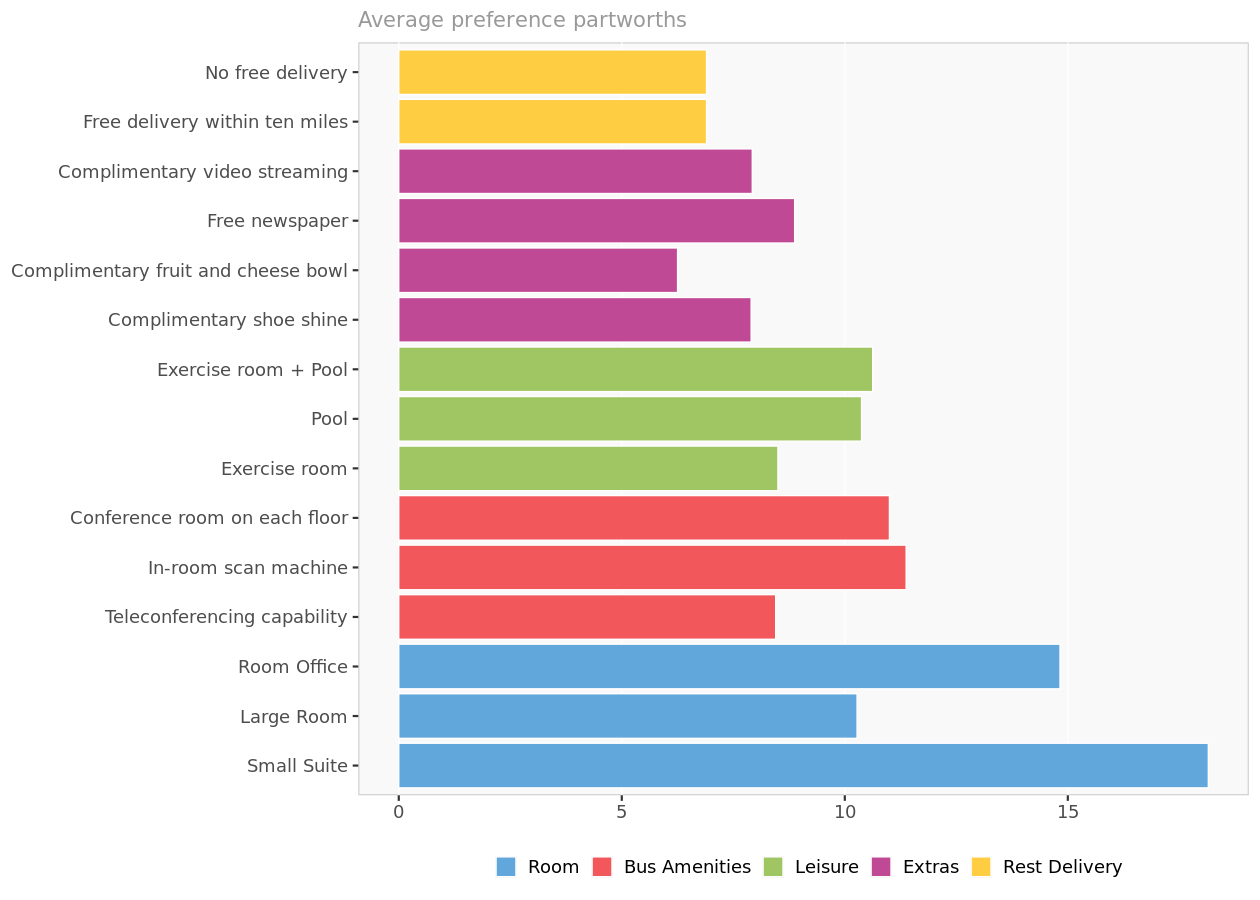 Average preference partworths
No free delivery
Free delivery within ten miles
Complimentary video streaming
Free newspaper
Complimentary fruit and cheese bowl
Complimentary shoe shine
Exercise room + Pool
Pool
Exercise room
Conference room on each floor
In-room scan machine
Teleconferencing capability
Room Office
Large Room
Small Suite
0 5 10 15
Room Bus Amenities Leisure Extras Rest Delivery